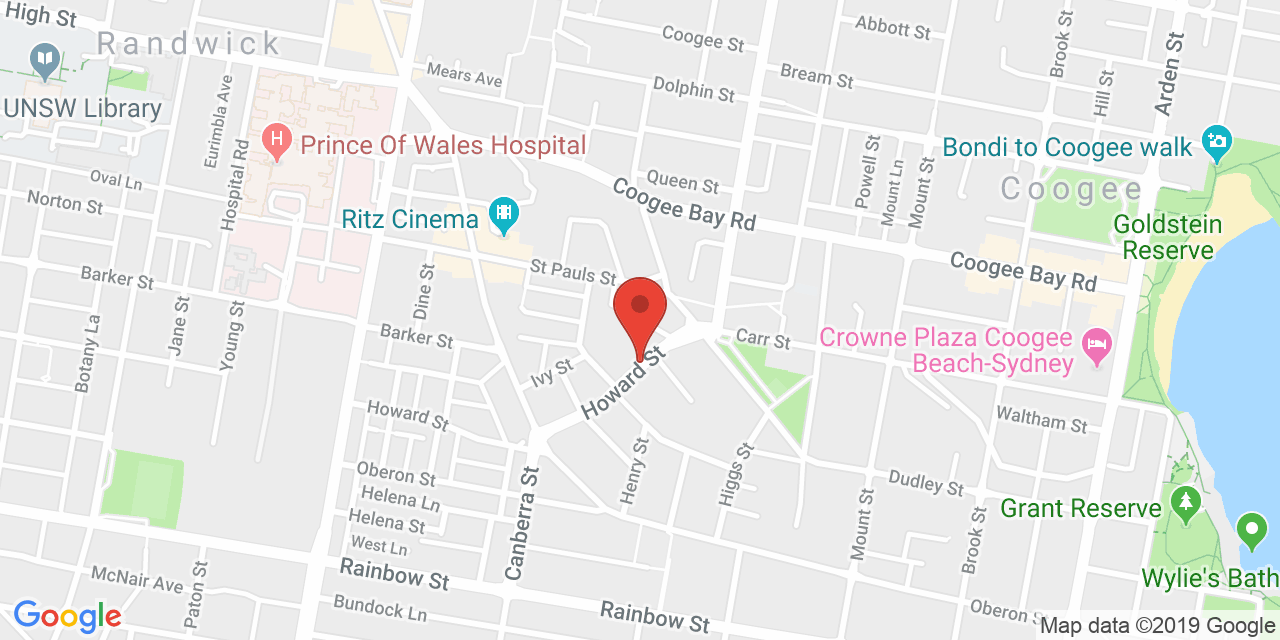 High St
Randwick
Mears Ave
Coogee St
Abbott St
Brook St
Hill St
Arden St
Dolphin St
Bream St
UNSW Library
Eurimbla Ave
Hospital Rd
H
Prince Of Wales Hospital
Bondi to Coogee walk
Powell St
Mount Ln
Mount St
Queen St
Coogee Bay Rd
Coogee
Oval Ln
Norton St
Ritz Cinema
Goldstein
Reserve
Coogee Bay Rd
St Pauls St
Barker St
Dine St
Jane St
Young St
Botany La
Barker St
Carr St
Crowne Plaza Coogee
Beach-Sydney
Ivy St
Howard St
Howard St
Waltham St
Henry St
Higgs St
Oberon St
Helena Ln
Helena St
West Ln
Canberra St
Dudley St
Mount St
Brook St
Grant Reserve
Rainbow St
McNair Ave
Paton St
Bundock Ln
Rainbow St
Wylie's Bath
Oberon St
Google
Map data ©2019 Google